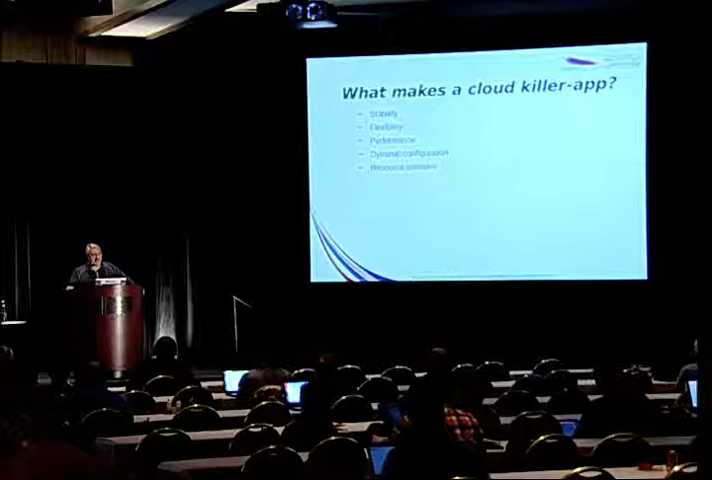 What makes a cloud killer-app?
– Stability
– Flexibility
– Performance
– Dynamic configuration